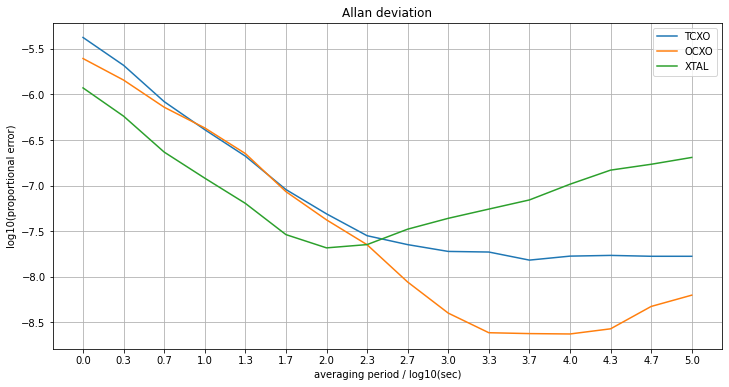 Allan deviation
TCXO
OCXO
XTAL
log10(proportional error)
−5.5
−6.0
−6.5
−7.0
−7.5
−8.0
−8.5
0.0 0.3 0.7 1.0 1.3 1.7 2.0 2.3 2.7 3.0 3.3 3.7 4.0 4.3 4.7 5.0
averaging period / log10(sec)